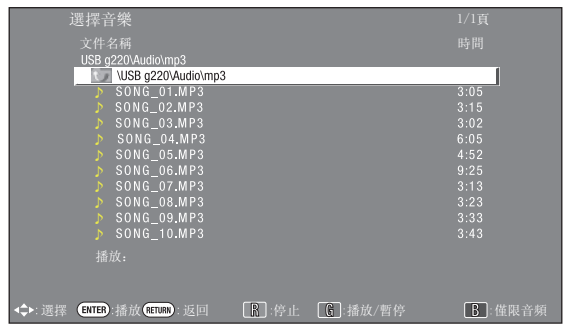 選擇音樂 1/1頁
文件名稱 時間
USB g220\Audio\mp3
\USB g220\Audio\mp3
SONG_01.MP3 3:05
SONG_02.MP3 3:15
SONG_03.MP3 3:02
SONG_04.MP3 6:05
SONG_05.MP3 4:52
SONG_06.MP3 9:25
SONG_07.MP3 3:13
SONG_08.MP3 3:23
SONG_09.MP3 3:33
SONG_10.MP3 3:43
播放:
:選擇 ENTER:播放 RETURN:返回 R:停止 G:播放/暫停 B:僅限音頻